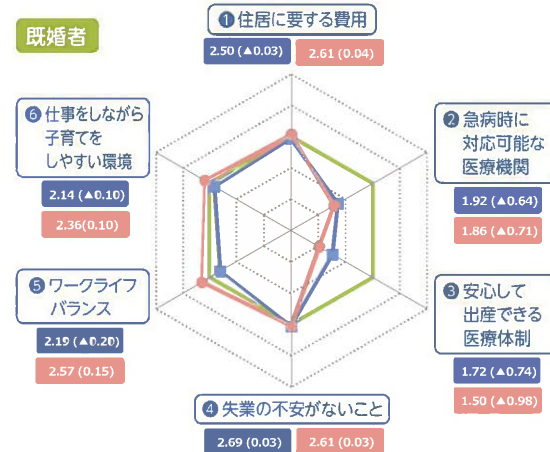 既婚者
❶住居に要する費用
2.50 (▲0.03) 2.61 (0.04)
❷急病時に
対応可能な
医療機関
1.92 (▲0.64)
1.86 (▲0.71)
❸安心して
出産できる
医療体制
1.72 (▲0.74)
1.50 (▲0.98)
❹失業の不安がないこと
2.69 (0.03) 2.61 (0.03)
❺ワークライフ
バランス
2.19 (▲0.20)
2.57 (0.15)
❻仕事をしながら
子育てを
しやすい環境
2.14 (▲0.10)
2.36(0.10)